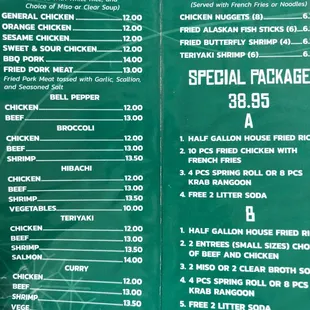 Choice of Miso or Clear Soup)
GENERAL CHICKEN 12.00
ORANGE CHICKEN 12.00
SESAME CHICKEN 12.00
SWEET & SOUR CHICKEN 12.00
BBQ PORK 14.00
FRIED PORK MEAT 13.00
Fried Pork Meat tossed with Garlic, Scallion,
and Seasoned Salt
BELL PEPPER
CHICKEN 12.00
BEEF 13.00
BROCCOLI
CHICKEN 12.00
BEEF 13.00
SHRIMP 13.50
HIBACHI
CHICKEN 12.00
BEEF 13.00
SHRIMP 13.50
VEGETABLES 10.00
TERIYAKI
CHICKEN 12.00
BEEF 13.00
SHRIMP 13.50
SALMON 14.00
CURRY
CHICKEN 12.00
BEEF 13.00
SHRIMP 13.50
VEGE
(Served with French Fries or Noodles)
CHICKEN NUGGETS (8) 6.
FRIED ALASKAN FISH STICKS (6)
FRIED BUTTERFLY SHRIMP (4)
TERIYAKI SHRIMP (6) 6.
SPECIAL PACKAGE
38.95
A
1. HALF GALLON HOUSE FRIED RIC
2. 10 PCS FRIED CHICKEN WITH
FRENCH FRIES
3. 4 PCS SPRING ROLL OR 8 PCS
KRAB RANGOON
4. FREE 2 LITER SODA
B
1. HALF GALLON HOUSE FRIED R
2. 2 ENTREES (SMALL SIZES) CHO
OF BEEF AND CHICKEN
3. 2 MISO OR 2 CLEAR BROTH SO
4. 4 PCS SPRING ROLL OR 8 PCS
KRAB RANGOON
5. FREE 2 LITER SODA